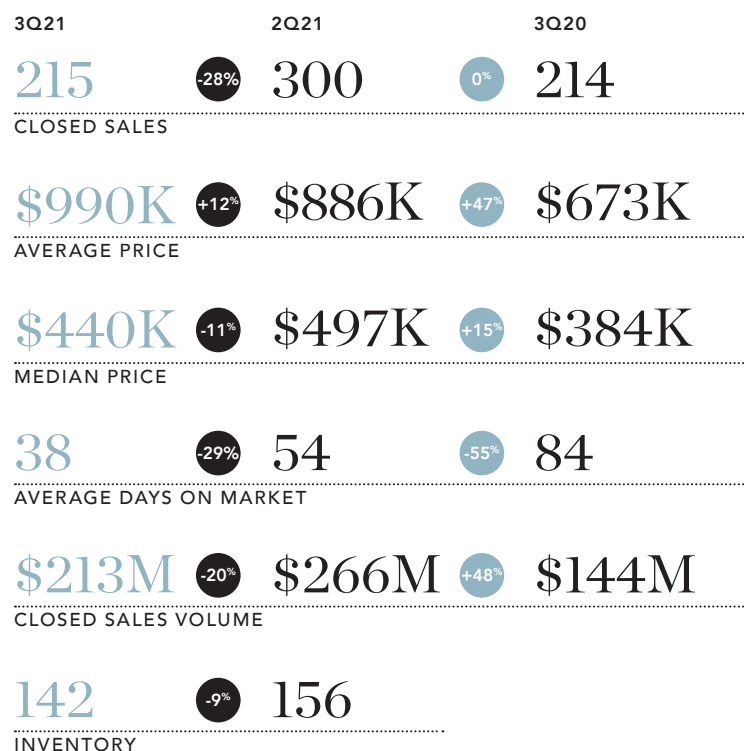 3Q21 2Q21 3Q20
215 -28% 300 0% 214
CLOSED SALES
$990K +12% $886K +47% $673K
AVERAGE PRICE
$440K -11% $497K +15% $384K
MEDIAN PRICE
38 -29% 54 -55% 84
AVERAGE DAYS ON MARKET
$213M -20% $266M +48% $144M
CLOSED SALES VOLUME
142 -9% 156
INVENTORY